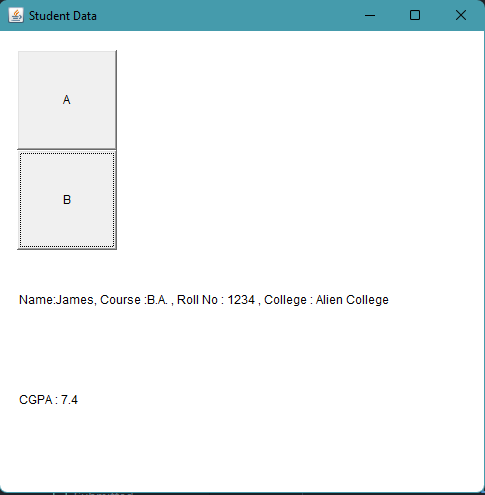 Student Data
A
B
Name:James, Course :B.A. , Roll No : 1234 , College : Alien College
CGPA : 7.4